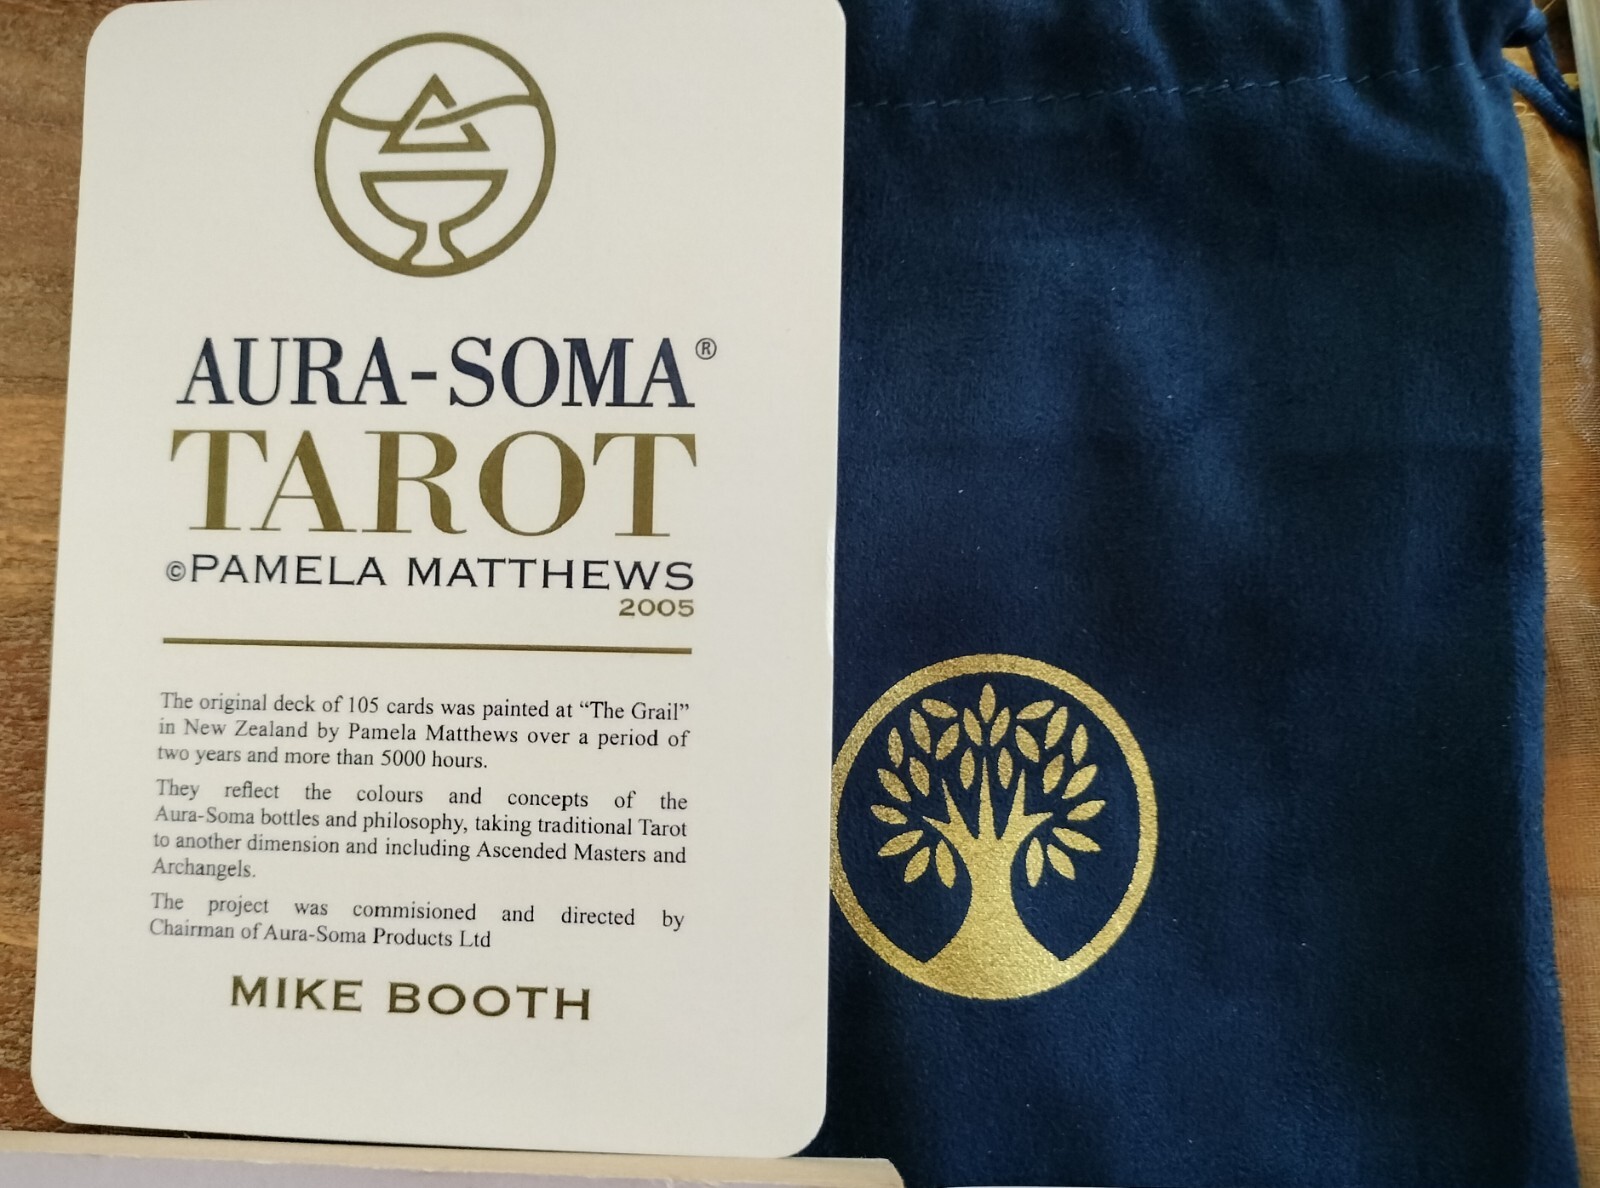 AURA-SOMA®
TAROT
©PAMELA MATTHEWS
2005
The original deck of 105 cards was painted at “The Grail”
in New Zealand by Pamela Matthews over a period of
two years and more than 5000 hours.
They reflect the colours and concepts of the
Aura-Soma bottles and philosophy, taking traditional Tarot
to another dimension and including Ascended Masters and
Archangels.
The project was commisioned and directed by
Chairman of Aura-Soma Products Ltd
MIKE BOOTH